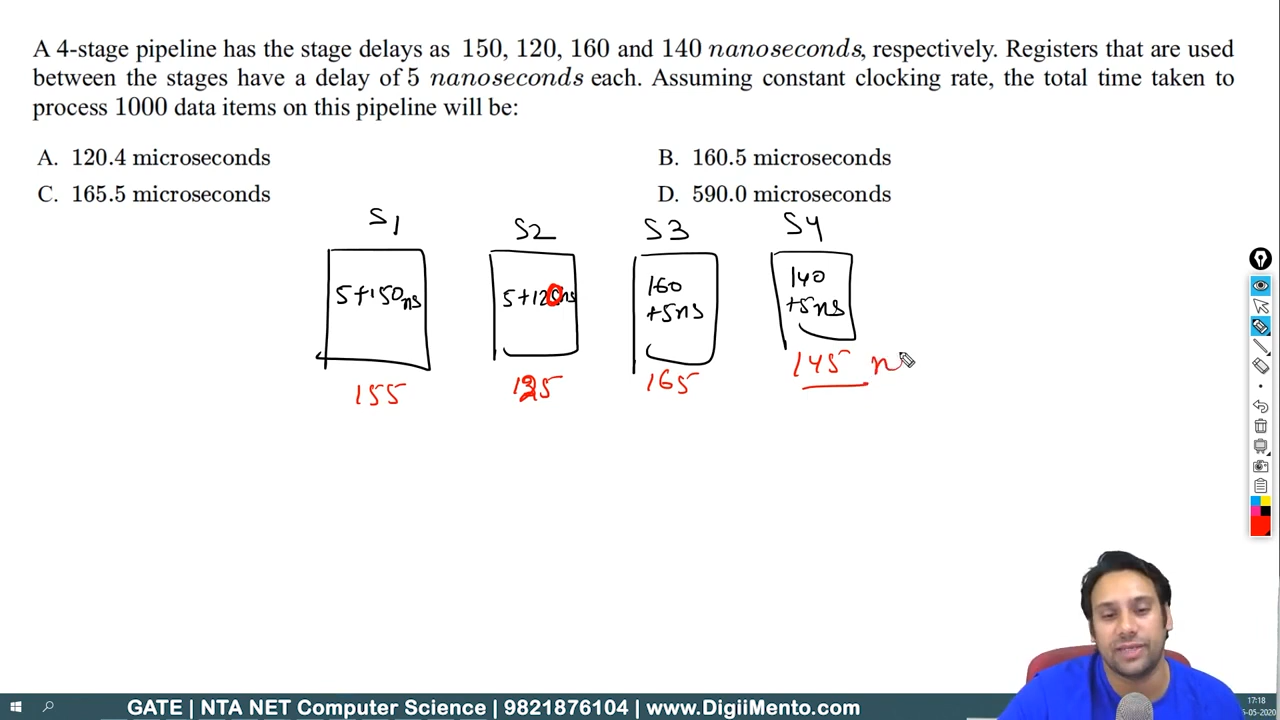 A 4-stage pipeline has the stage delays as 150, 120, 160 and 140 nanoseconds, respectively. Registers that are used
between the stages have a delay of 5 nanoseconds each. Assuming constant clocking rate, the total time taken to
process 1000 data items on this pipeline will be:
A. 120.4 microseconds B. 160.5 microseconds
C. 165.5 microseconds D. 590.0 microseconds
S1 S2 S3 S4
5+150ns 5+120ns 160 140
+5ns +5ns
155 125 165 145 n
17:18
GATE | NTA NET Computer Science | 9821876104 | www.DigiiMento.com
-05-2020